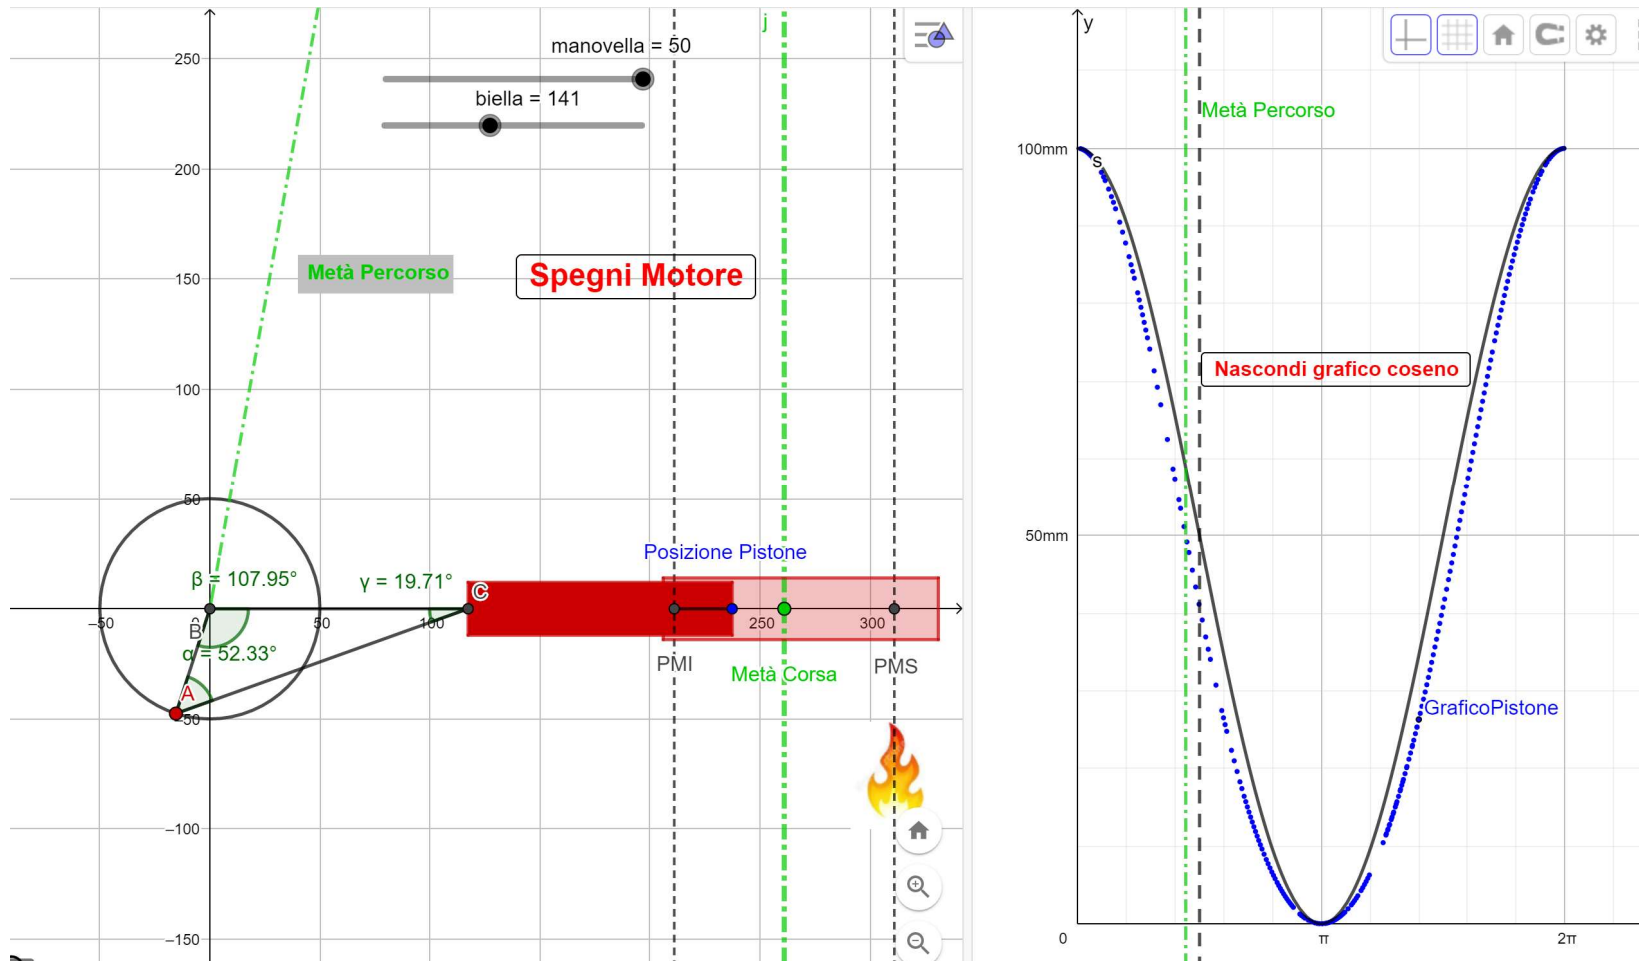 j
y
manovella = 50
biella = 141
250
200
150
100
50
−50
−100
−150
Metà Percorso
Spegni Motore
β = 107.95°
γ = 19.71°
C
Posizione Pistone
−50
0
50
100
250
300
B
α = 52.33°
A
PMI
Metà Corsa
PMS
Metà Percorso
100mm
s
Nascondi grafico coseno
50mm
GraficoPistone
0
π
2π